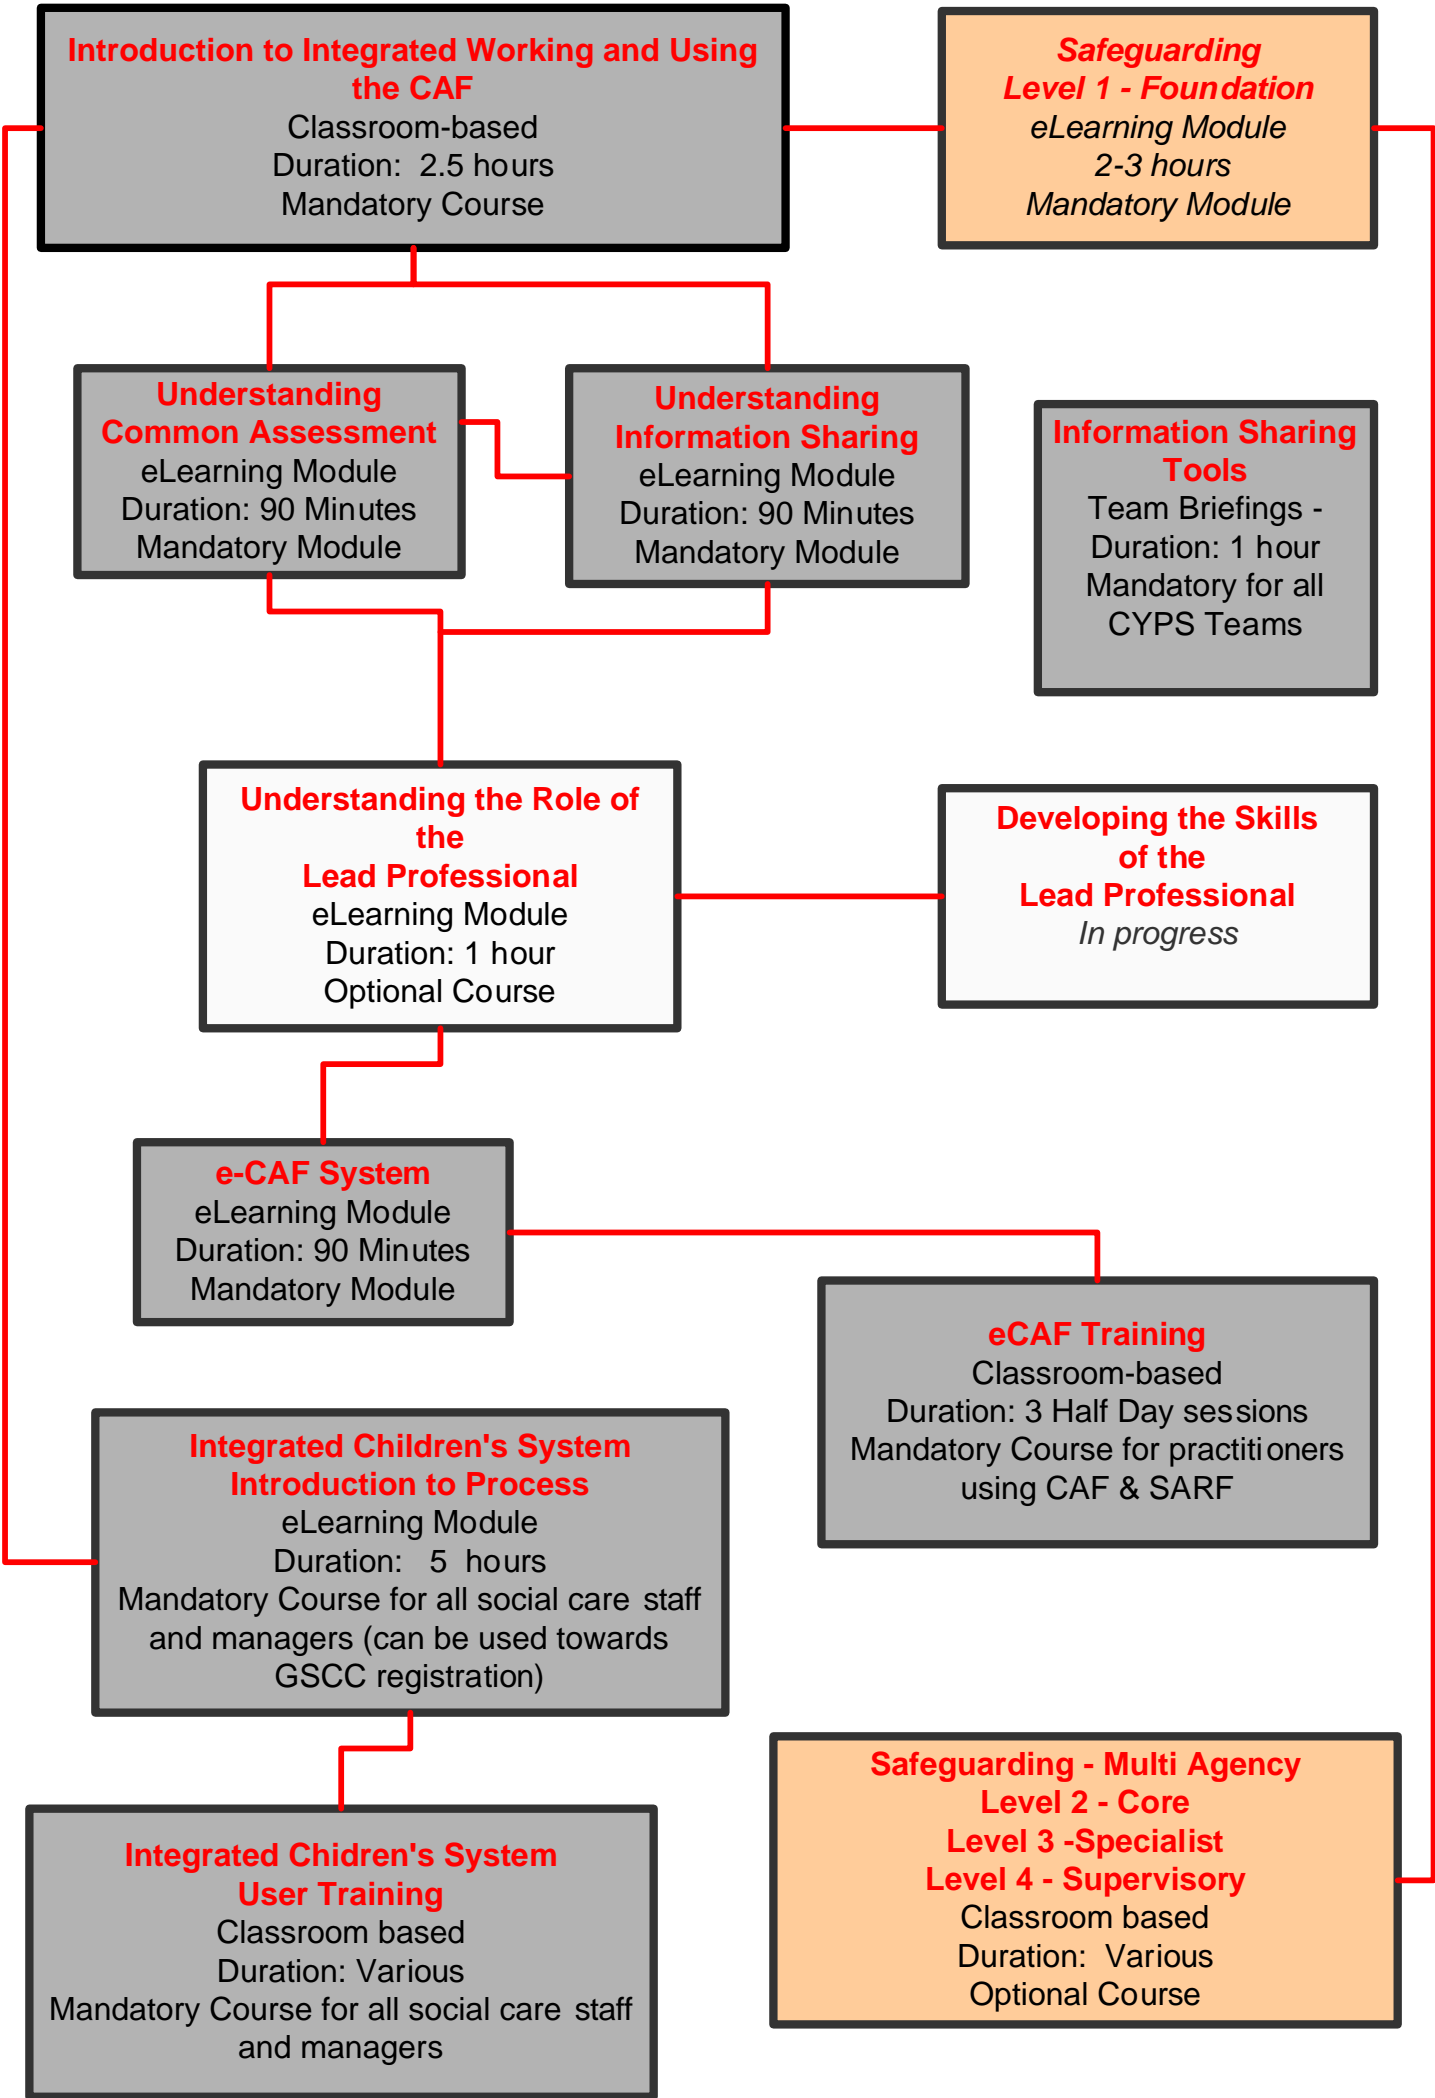 Introduction to Integrated Working and Using
the CAF
Classroom-based
Duration: 2.5 hours
Mandatory Course
Safeguarding
Level 1 - Foundation
eLearning Module
2-3 hours
Mandatory Module
Understanding
Common Assessment
eLearning Module
Duration: 90 Minutes
Mandatory Module
Understanding
Information Sharing
eLearning Module
Duration: 90 Minutes
Mandatory Module
Information Sharing
Tools
Team Briefings -
Duration: 1 hour
Mandatory for all
CYPS Teams
Understanding the Role of
the
Lead Professional
eLearning Module
Duration: 1 hour
Optional Course
Developing the Skills
of the
Lead Professional
In progress
e-CAF System
eLearning Module
Duration: 90 Minutes
Mandatory Module
eCAF Training
Classroom-based
Duration: 3 Half Day sessions
Mandatory Course for practitioners
using CAF & SARF
Integrated Children's System
Introduction to Process
eLearning Module
Duration: 5 hours
Mandatory Course for all social care staff
and managers (can be used towards
GSCC registration)
Safeguarding - Multi Agency
Level 2 - Core
Level 3 -Specialist
Level 4 - Supervisory
Classroom based
Duration: Various
Optional Course
Integrated Chidren's System
User Training
Classroom based
Duration: Various
Mandatory Course for all social care staff
and managers